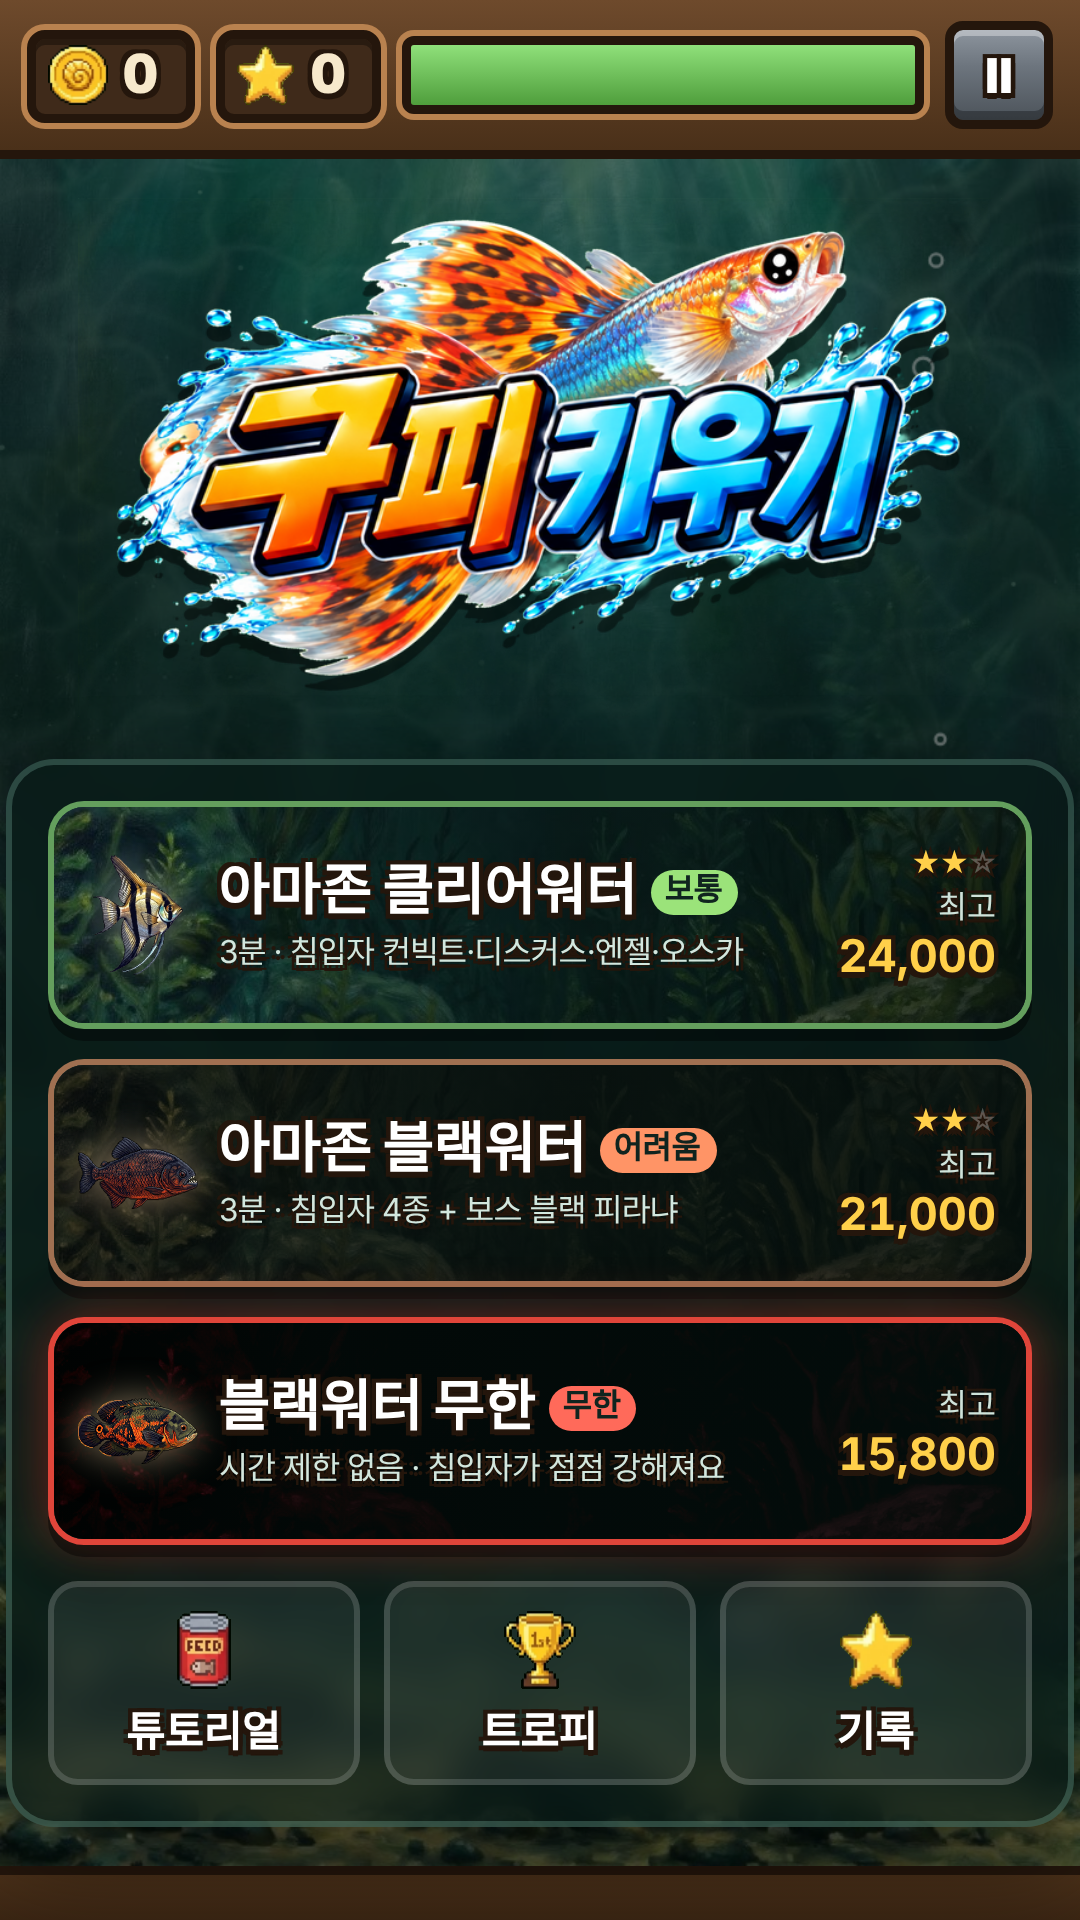 0
0
구피 키우기
아마존 클리어워터 보통
3분 · 침입자 컨빅트·디스커스·엔젤·오스카
★★☆
최고
24,000
아마존 블랙워터 어려움
3분 · 침입자 4종 + 보스 블랙 피라냐
★★☆
최고
21,000
블랙워터 무한 무한
시간 제한 없음 · 침입자가 점점 강해져요
최고
15,800
FEED
튜토리얼
1st
트로피
기록